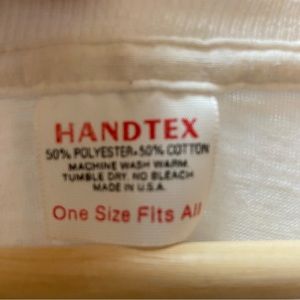 HANDTEX
50% POLYESTER•50% COTTON
MACHINE WASH WARM
TUMBLE DRY. NO BLEACH
MADE IN U.S.A.
One Size Fits All